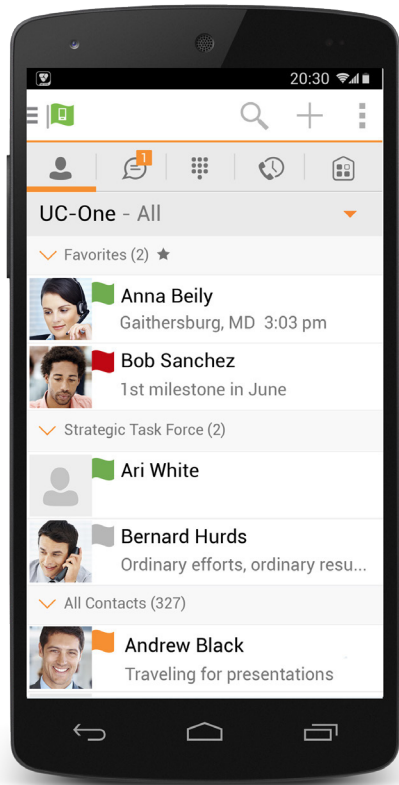 20:30
1
UC-One - All
Favorites (2)
Anna Beily
Gaithersburg, MD 3:03 pm
Bob Sanchez
1st milestone in June
Strategic Task Force (2)
Ari White
Bernard Hurds
Ordinary efforts, ordinary resu...
All Contacts (327)
Andrew Black
Traveling for presentations